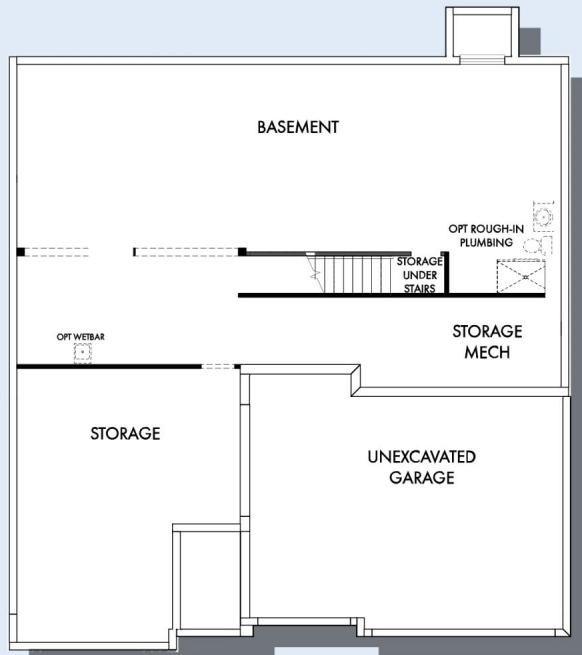 BASEMENT
OPT ROUGH-IN
PLUMBING
STORAGE
UNDER
STAIRS
STORAGE
MECH
OPT WETBAR
STORAGE
UNEXCAVATED
GARAGE